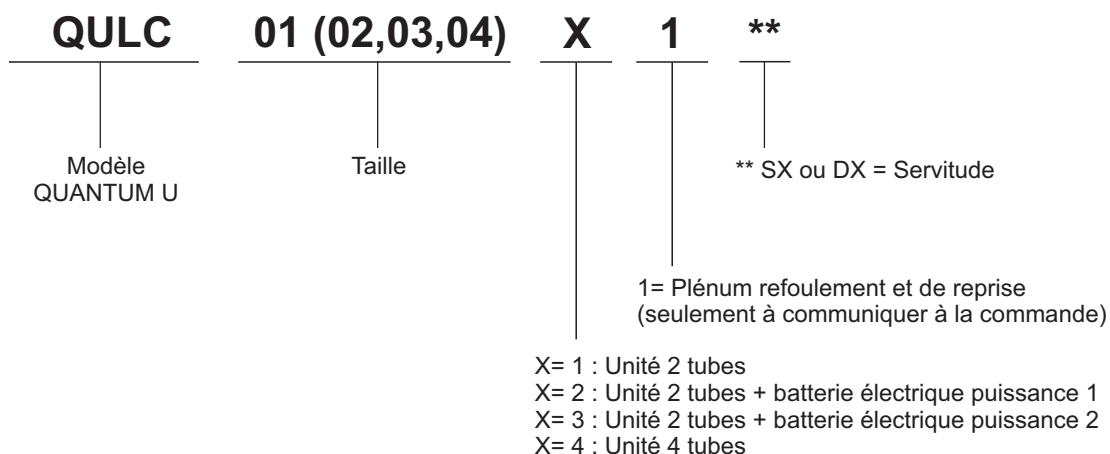 QULC 01 (02,03,04) X 1 **
Modèle
QUANTUM U
Taille
** SX ou DX = Servitude
1= Plénum refoulement et de reprise
(seulement à communiquer à la commande)
X= 1 : Unité 2 tubes
X= 2 : Unité 2 tubes + batterie électrique puissance 1
X= 3 : Unité 2 tubes + batterie électrique puissance 2
X= 4 : Unité 4 tubes